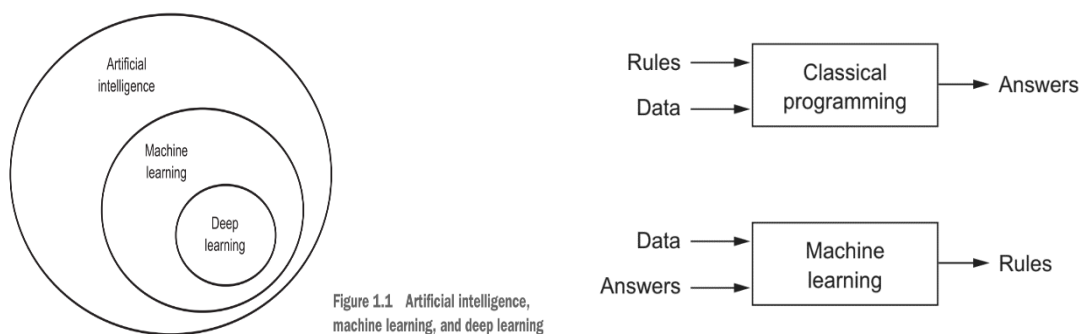 Artificial
intelligence
Machine
learning
Deep
learning
Figure 1.1 Artificial intelligence,
machine learning, and deep learning
Rules
Data
Classical
programming
Answers
Data
Answers
Machine
learning
Rules